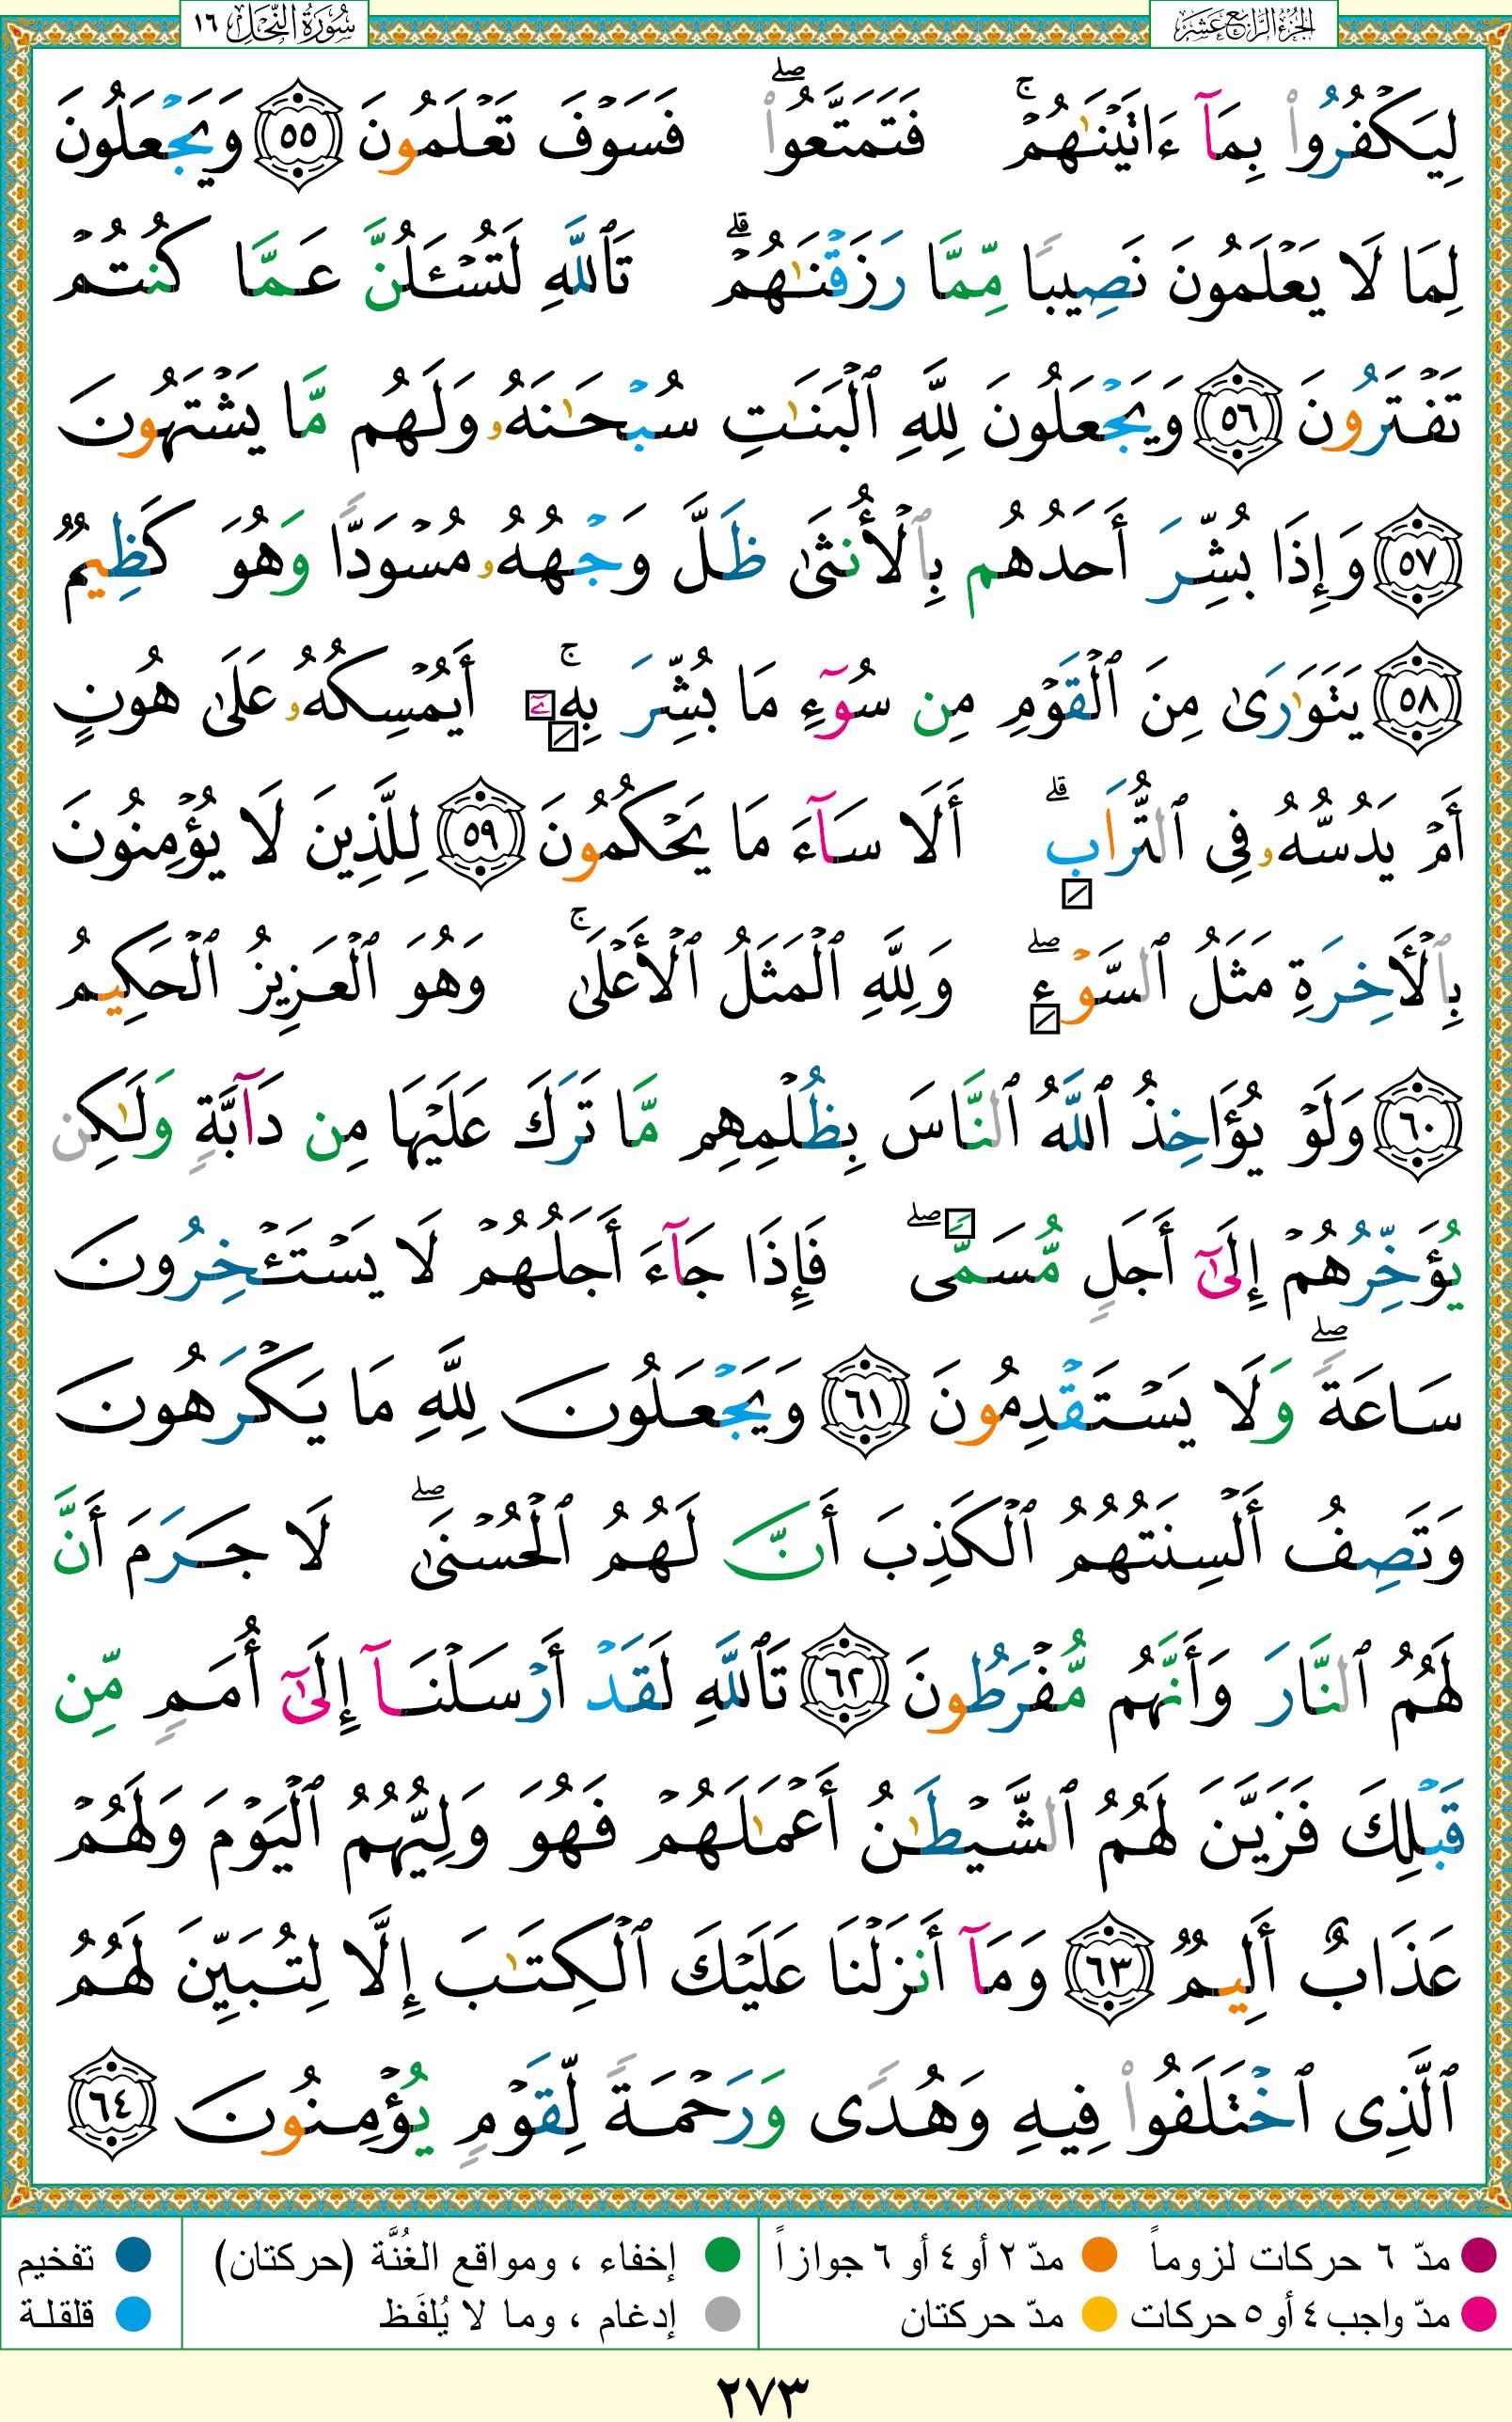 الجزء الرابع عشر
سورة النحل ١٦
لِيَكْفُرُوا۟ بِمَآ ءَاتَيْنَٰهُمْ ۚ فَتَمَتَّعُوا۟ ۖ فَسَوْفَ تَعْلَمُونَ ٥٥ وَيَجْعَلُونَ
لِمَا لَا يَعْلَمُونَ نَصِيبًا مِّمَّا رَزَقْنَٰهُمْ ۗ تَٱللَّهِ لَتُسْـَٔلُنَّ عَمَّا كُنتُمْ
تَفْتَرُونَ ٥٦ وَيَجْعَلُونَ لِلَّهِ ٱلْبَنَٰتِ سُبْحَٰنَهُۥ وَلَهُم مَّا يَشْتَهُونَ
٥٧ وَإِذَا بُشِّرَ أَحَدُهُم بِٱلْأُنثَىٰ ظَلَّ وَجْهُهُۥ مُسْوَدًّا وَهُوَ كَظِيمٌ
٥٨ يَتَوَٰرَىٰ مِنَ ٱلْقَوْمِ مِن سُوٓءِ مَا بُشِّرَ بِهِۦٓ ۚ أَيُمْسِكُهُۥ عَلَىٰ هُونٍ
أَمْ يَدُسُّهُۥ فِى ٱلتُّرَابِ ۗ أَلَا سَآءَ مَا يَحْكُمُونَ ٥٩ لِلَّذِينَ لَا يُؤْمِنُونَ
بِٱلْـَٔاخِرَةِ مَثَلُ ٱلسَّوْءِ ۖ وَلِلَّهِ ٱلْمَثَلُ ٱلْأَعْلَىٰ ۚ وَهُوَ ٱلْعَزِيزُ ٱلْحَكِيمُ
٦٠ وَلَوْ يُؤَاخِذُ ٱللَّهُ ٱلنَّاسَ بِظُلْمِهِم مَّا تَرَكَ عَلَيْهَا مِن دَآبَّةٍ وَلَٰكِن
يُؤَخِّرُهُمْ إِلَىٰٓ أَجَلٍ مُّسَمًّى ۖ فَإِذَا جَآءَ أَجَلُهُمْ لَا يَسْتَـْٔخِرُونَ
سَاعَةً ۖ وَلَا يَسْتَقْدِمُونَ ٦١ وَيَجْعَلُونَ لِلَّهِ مَا يَكْرَهُونَ
وَتَصِفُ أَلْسِنَتُهُمُ ٱلْكَذِبَ أَنَّ لَهُمُ ٱلْحُسْنَىٰ ۖ لَا جَرَمَ أَنَّ
لَهُمُ ٱلنَّارَ وَأَنَّهُم مُّفْرَطُونَ ٦٢ تَٱللَّهِ لَقَدْ أَرْسَلْنَآ إِلَىٰٓ أُمَمٍ مِّن
قَبْلِكَ فَزَيَّنَ لَهُمُ ٱلشَّيْطَٰنُ أَعْمَٰلَهُمْ فَهُوَ وَلِيُّهُمُ ٱلْيَوْمَ وَلَهُمْ
عَذَابٌ أَلِيمٌ ٦٣ وَمَآ أَنزَلْنَا عَلَيْكَ ٱلْكِتَٰبَ إِلَّا لِتُبَيِّنَ لَهُمُ
ٱلَّذِى ٱخْتَلَفُوا۟ فِيهِ وَهُدًى وَرَحْمَةً لِّقَوْمٍ يُؤْمِنُونَ ٦٤
مدّ ٦ حركات لزوماً مدّ ٢ أو ٤ أو ٦ جوازاً إخفاء ، ومواقع الغُنَّة (حركتان) تفخيم
مدّ واجب ٤ أو ٥ حركات مدّ حركتان إدغام ، وما لا يُلفَظ قلقلة
٢٧٣